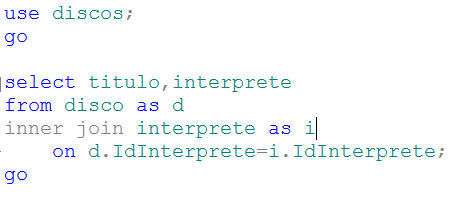 use discos;
go
select titulo,interprete
from disco as d
inner join interprete as i
on d.IdInterprete=i.IdInterprete;
go